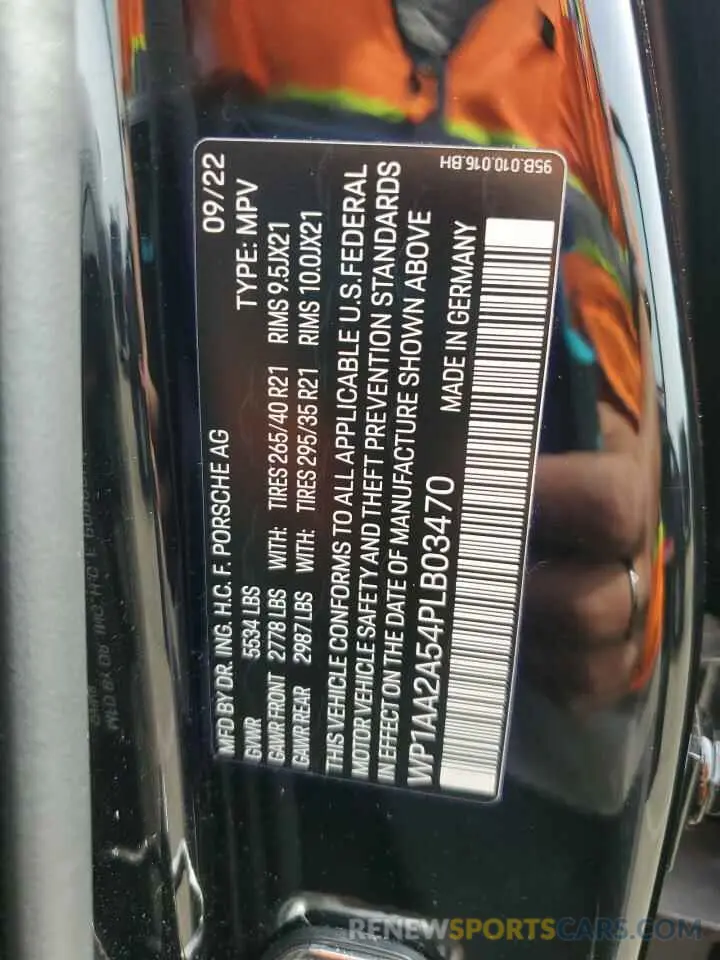 MFD BY DR. ING. H.C. F. PORSCHE AG 09/22
GVWR 5534 LBS TYPE: MPV
GAWR FRONT 2778 LBS WITH: TIRES 265/40 R21 RIMS 9.5JX21
GAWR REAR 2987 LBS WITH: TIRES 295/35 R21 RIMS 10.0JX21
THIS VEHICLE CONFORMS TO ALL APPLICABLE U.S. FEDERAL
MOTOR VEHICLE SAFETY AND THEFT PREVENTION STANDARDS
IN EFFECT ON THE DATE OF MANUFACTURE SHOWN ABOVE
WP1AA2A54PLB03470 MADE IN GERMANY
95B.010.016.BH
RENEWSPORTSCARS.COM